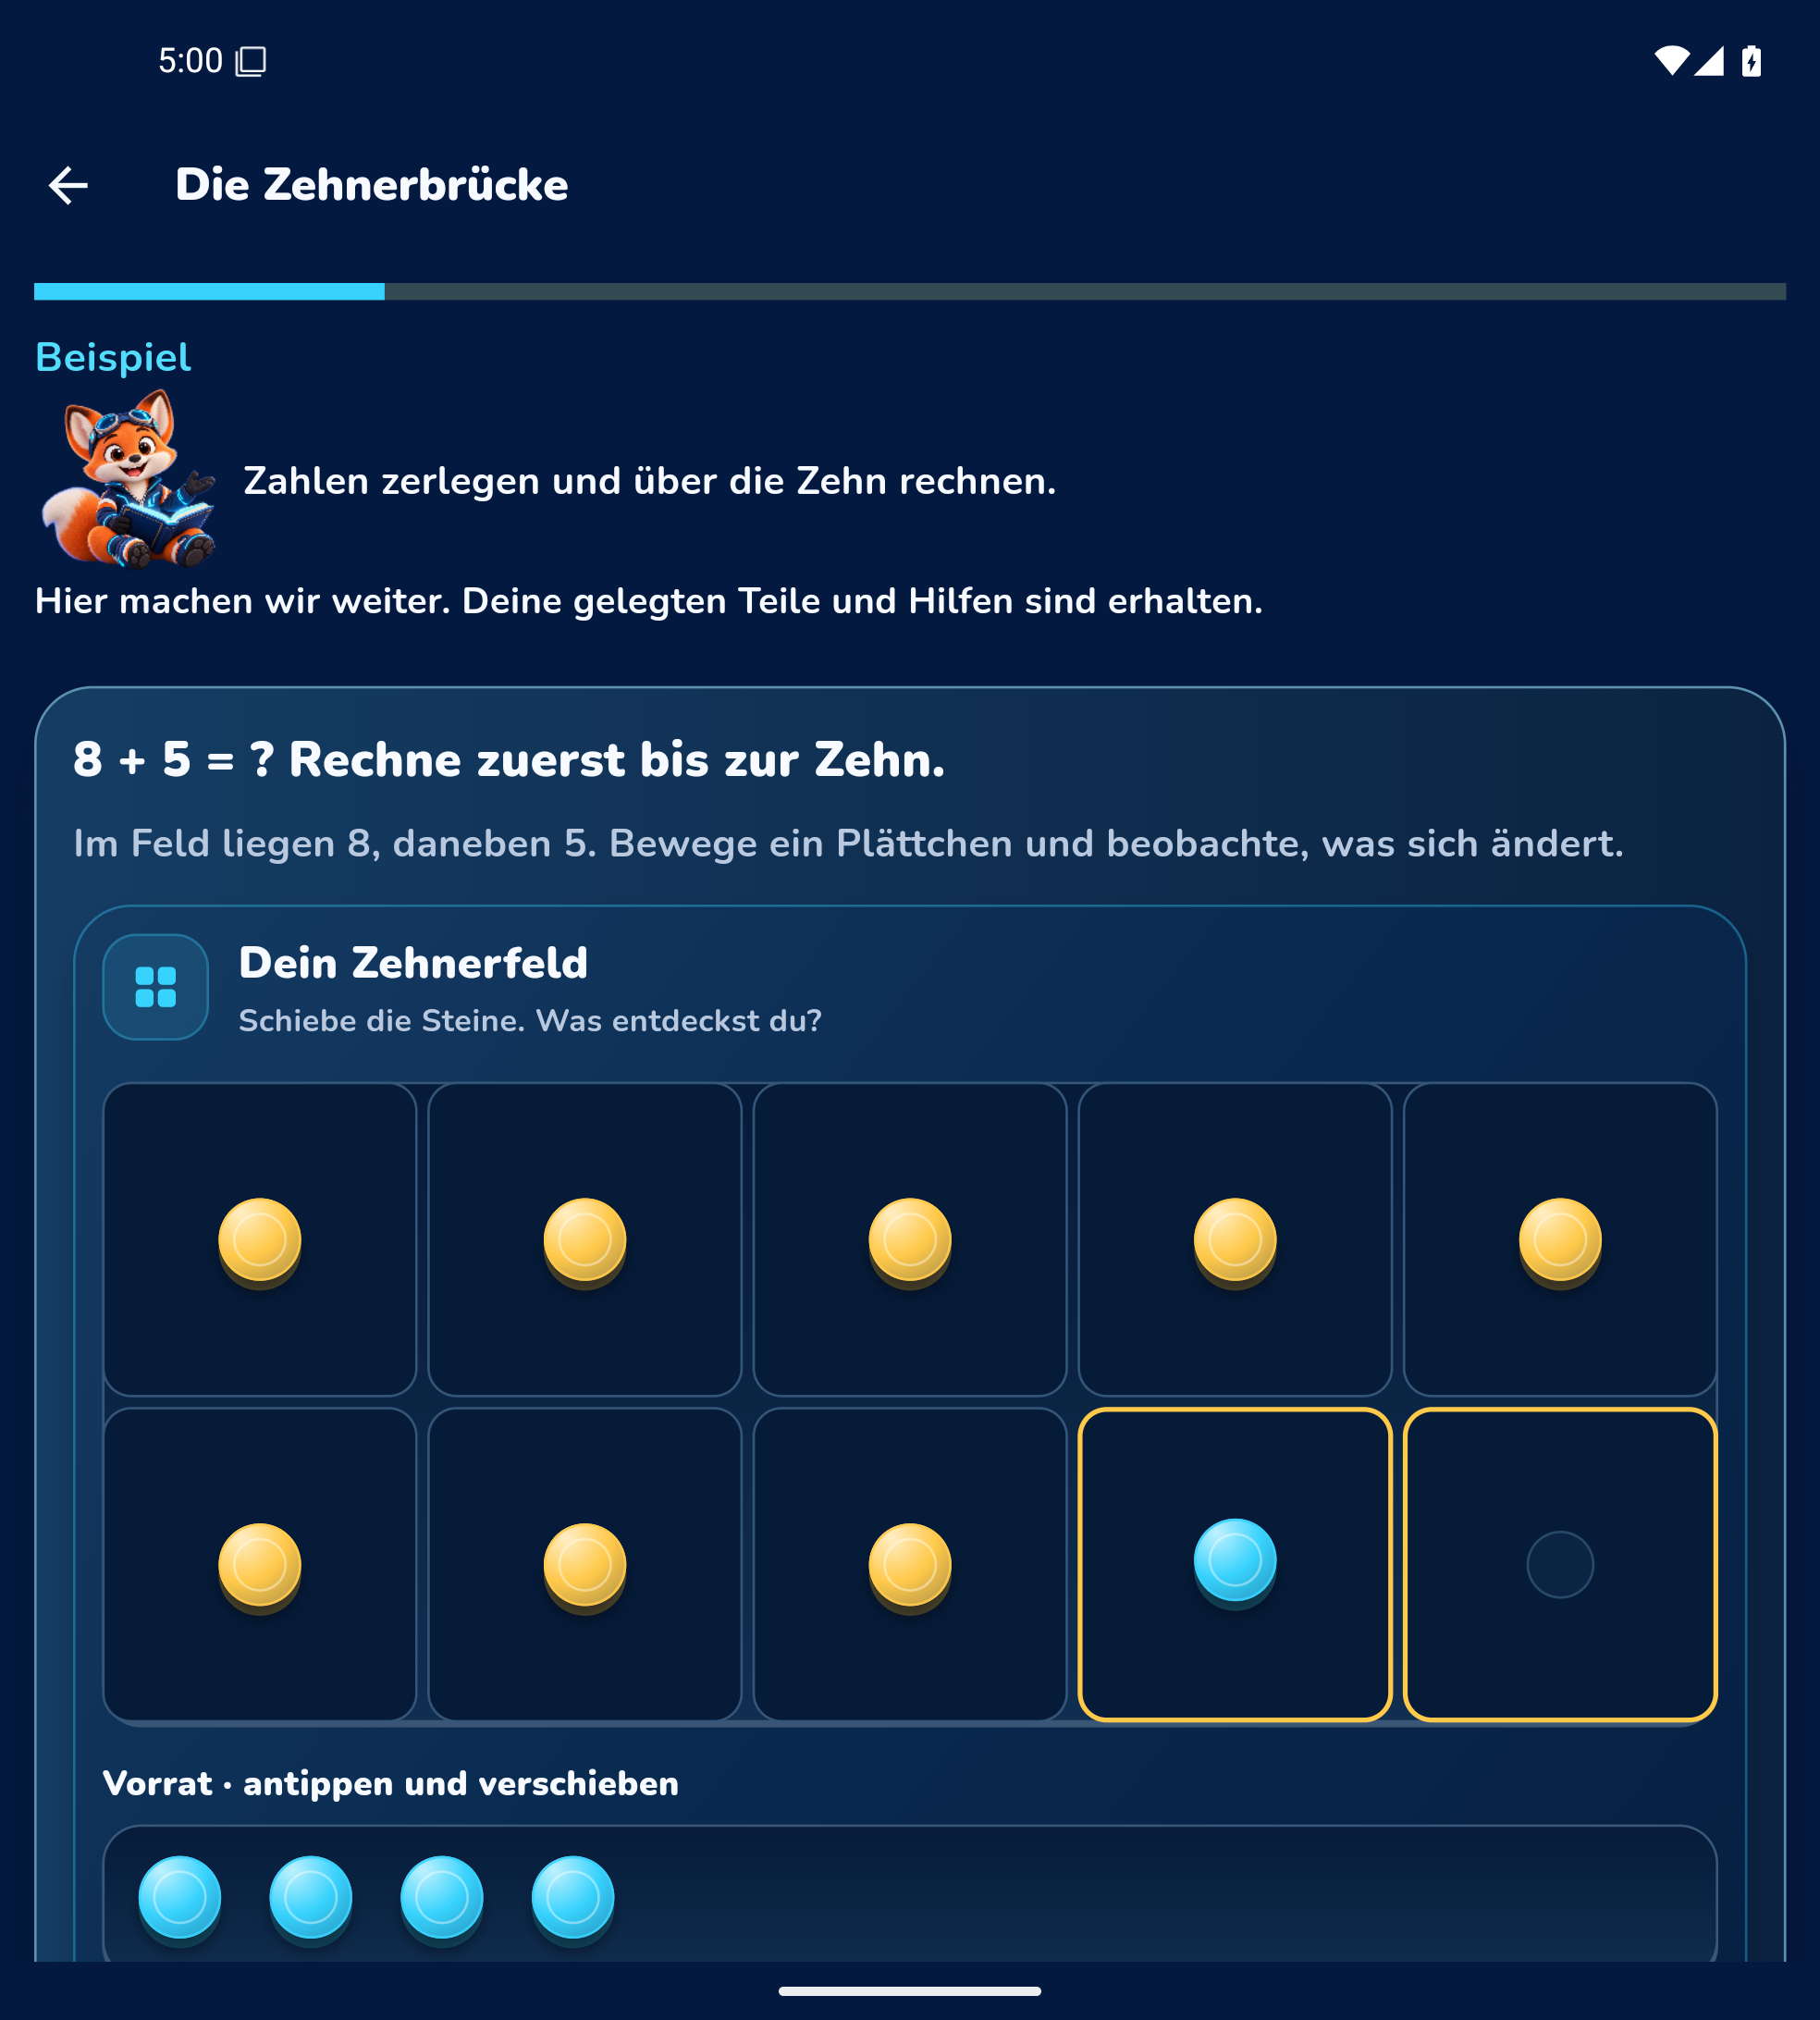 5:00
Die Zehnerbrücke
Beispiel
Zahlen zerlegen und über die Zehn rechnen.
Hier machen wir weiter. Deine gelegten Teile und Hilfen sind erhalten.
8 + 5 = ? Rechne zuerst bis zur Zehn.
Im Feld liegen 8, daneben 5. Bewege ein Plättchen und beobachte, was sich ändert.
Dein Zehnerfeld
Schiebe die Steine. Was entdeckst du?
Vorrat · antippen und verschieben